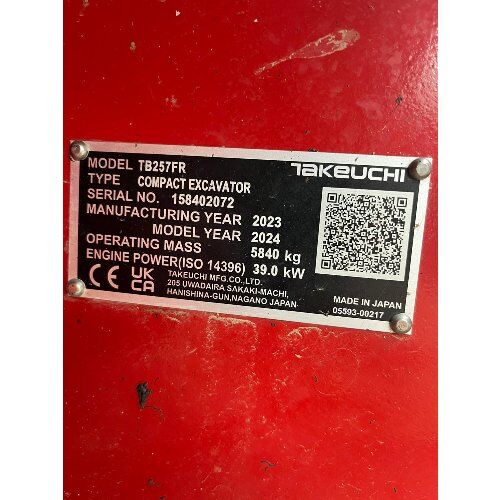 TAKEUCHI
MODEL TB257FR
TYPE COMPACT EXCAVATOR
SERIAL NO. 158402072
MANUFACTURING YEAR 2023
MODEL YEAR 2024
OPERATING MASS 5840 kg
ENGINE POWER(ISO 14396) 39.0 kW
CE UK CA
TAKEUCHI MFG.CO.,LTD.
205 UWADAIRA SAKAKI-MACHI,
HANISHINA-GUN,NAGANO JAPAN.
MADE IN JAPAN
05593-00217